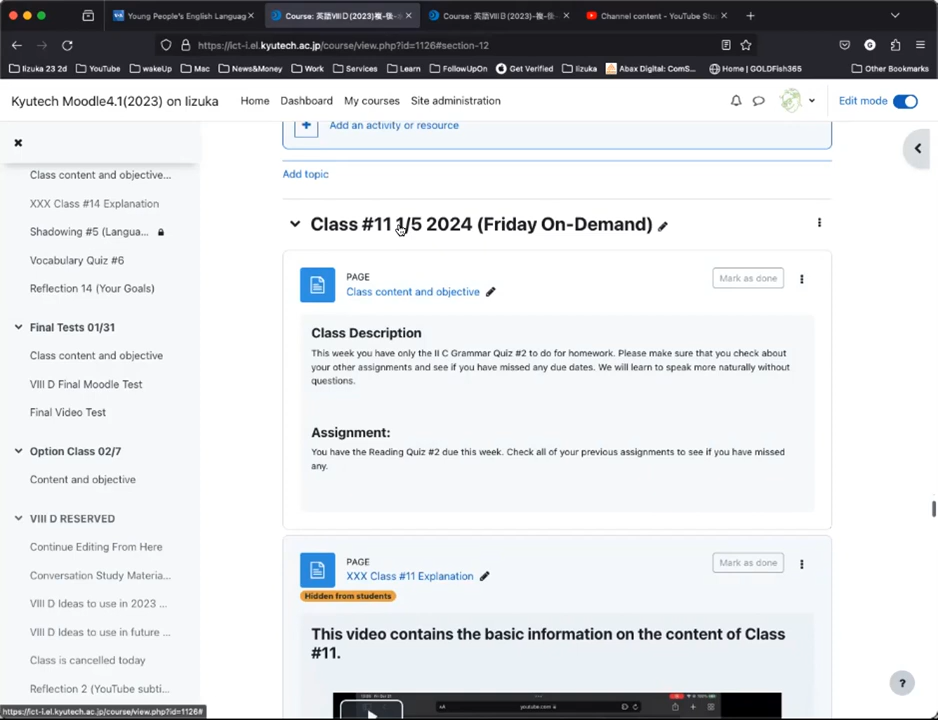 Young People's English Languag
Course: 英語VIII D (2023)複-
Course: 英語VIII B(2023)-複-
Channel content - YouTube Stu
https://ict-i.el.kyutech.ac.jp/course/view.php?id=1126#section-12
Iizuka 23 2d
YouTube
wakeUp
Mac
News&Money
Work
Services
Learn
FollowUpOn
Get Verified
Iizuka
Abax Digital: ComS...
Home | GOLDFish365
Other Bookmarks
Kyutech Moodle4.1(2023) on Iizuka
Home
Dashboard
My courses
Site administration
Edit mode
Class content and objective...
XXX Class #14 Explanation
Shadowing #5 (Langua...
Vocabulary Quiz #6
Reflection 14 (Your Goals)
Final Tests 01/31
Class content and objective
VIII D Final Moodle Test
Final Video Test
Option Class 02/7
Content and objective
VIII D RESERVED
Continue Editing From Here
Conversation Study Materia...
VIII D Ideas to use in 2023 ...
VIII D Ideas to use in future ...
Class is cancelled today
Reflection 2 (YouTube subti...
https://ict-i.el.kyutech.ac.jp/course/view.php?id=1126#
Add an activity or resource
Add topic
Class #11 1/5 2024 (Friday On-Demand)
PAGE
Class content and objective
Mark as done
Class Description
This week you have only the II C Grammar Quiz #2 to do for homework. Please make sure that you check about
your other assignments and see if you have missed any due dates. We will learn to speak more naturally without
questions.
Assignment:
You have the Reading Quiz #2 due this week. Check all of your previous assignments to see if you have missed
any.
PAGE
XXX Class #11 Explanation
Mark as done
Hidden from students
This video contains the basic information on the content of Class
#11.
youtube.com
?